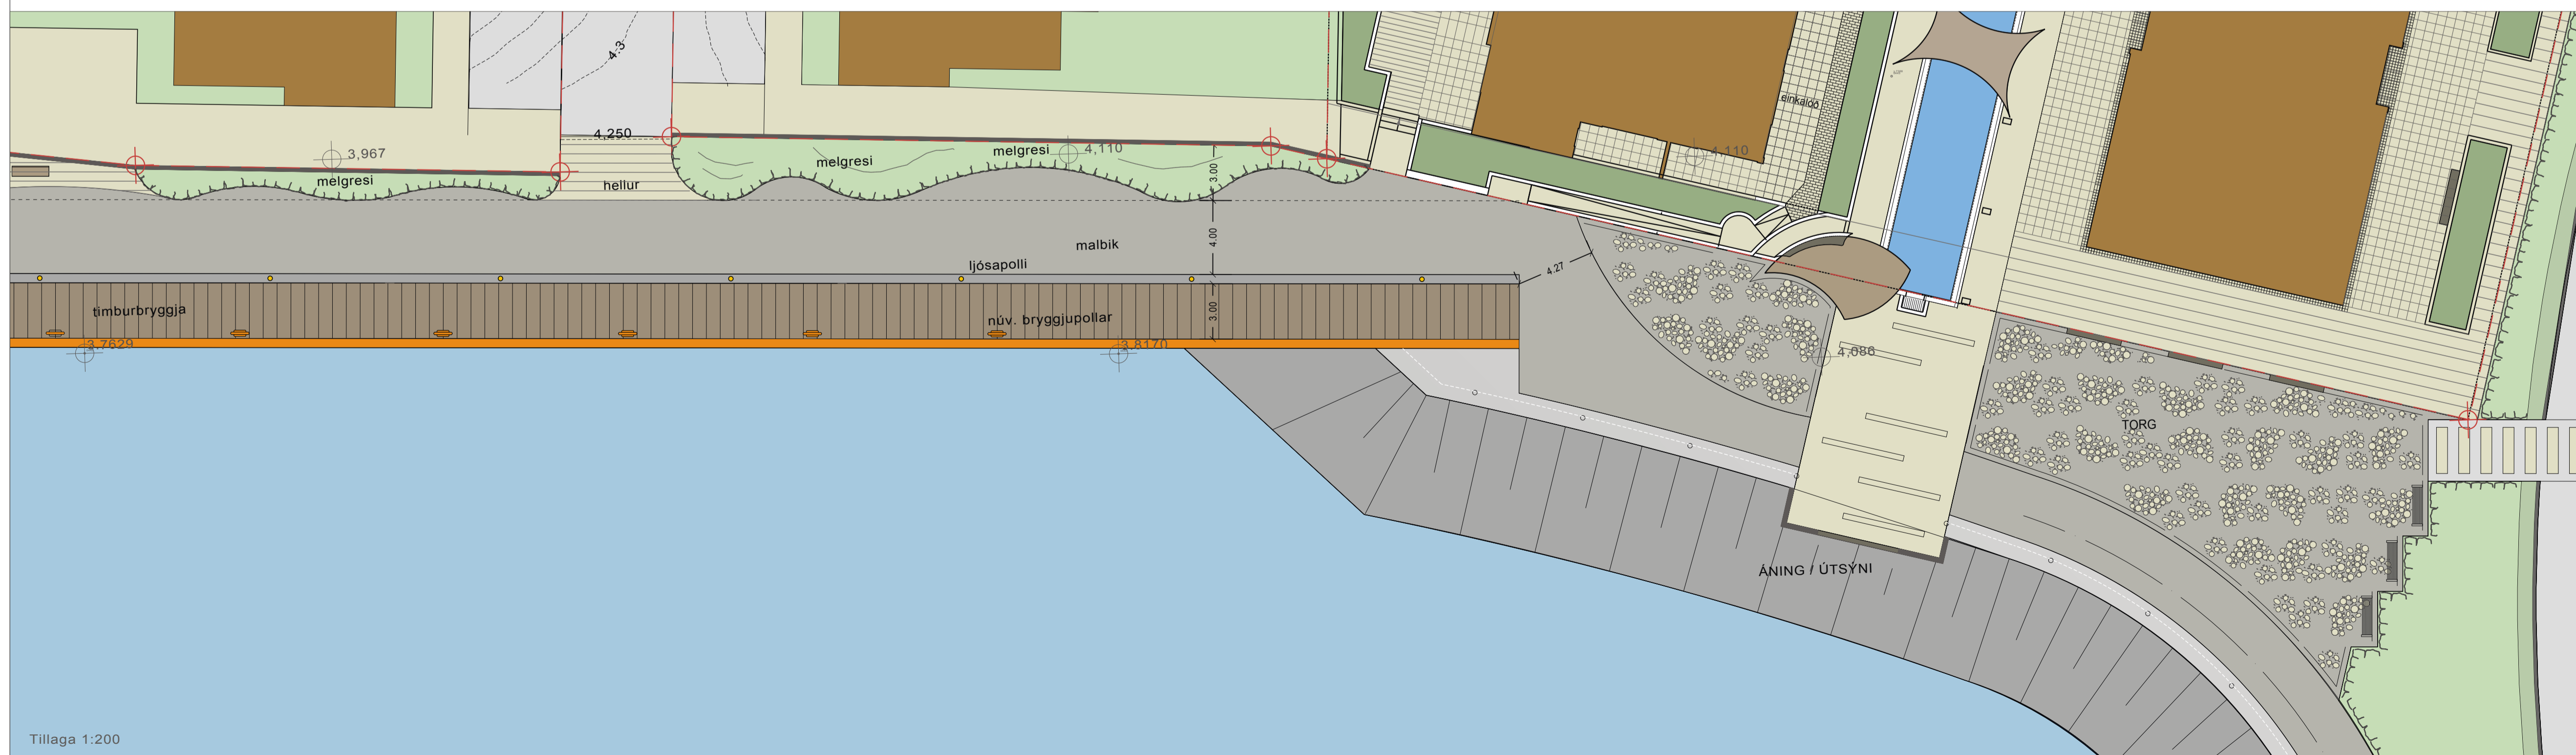 4.3
4,250
3,967
melgresi
hellur
melgresi
melgresi
4,110
3.00
einkalóð
4,110
malbik
4.00
ljósapolli
4.27
timburbryggja
núv. bryggjupollar
3.00
3,7629
3,8170
4,086
TORG
ÁNING / ÚTSÝNI
Tillaga 1:200